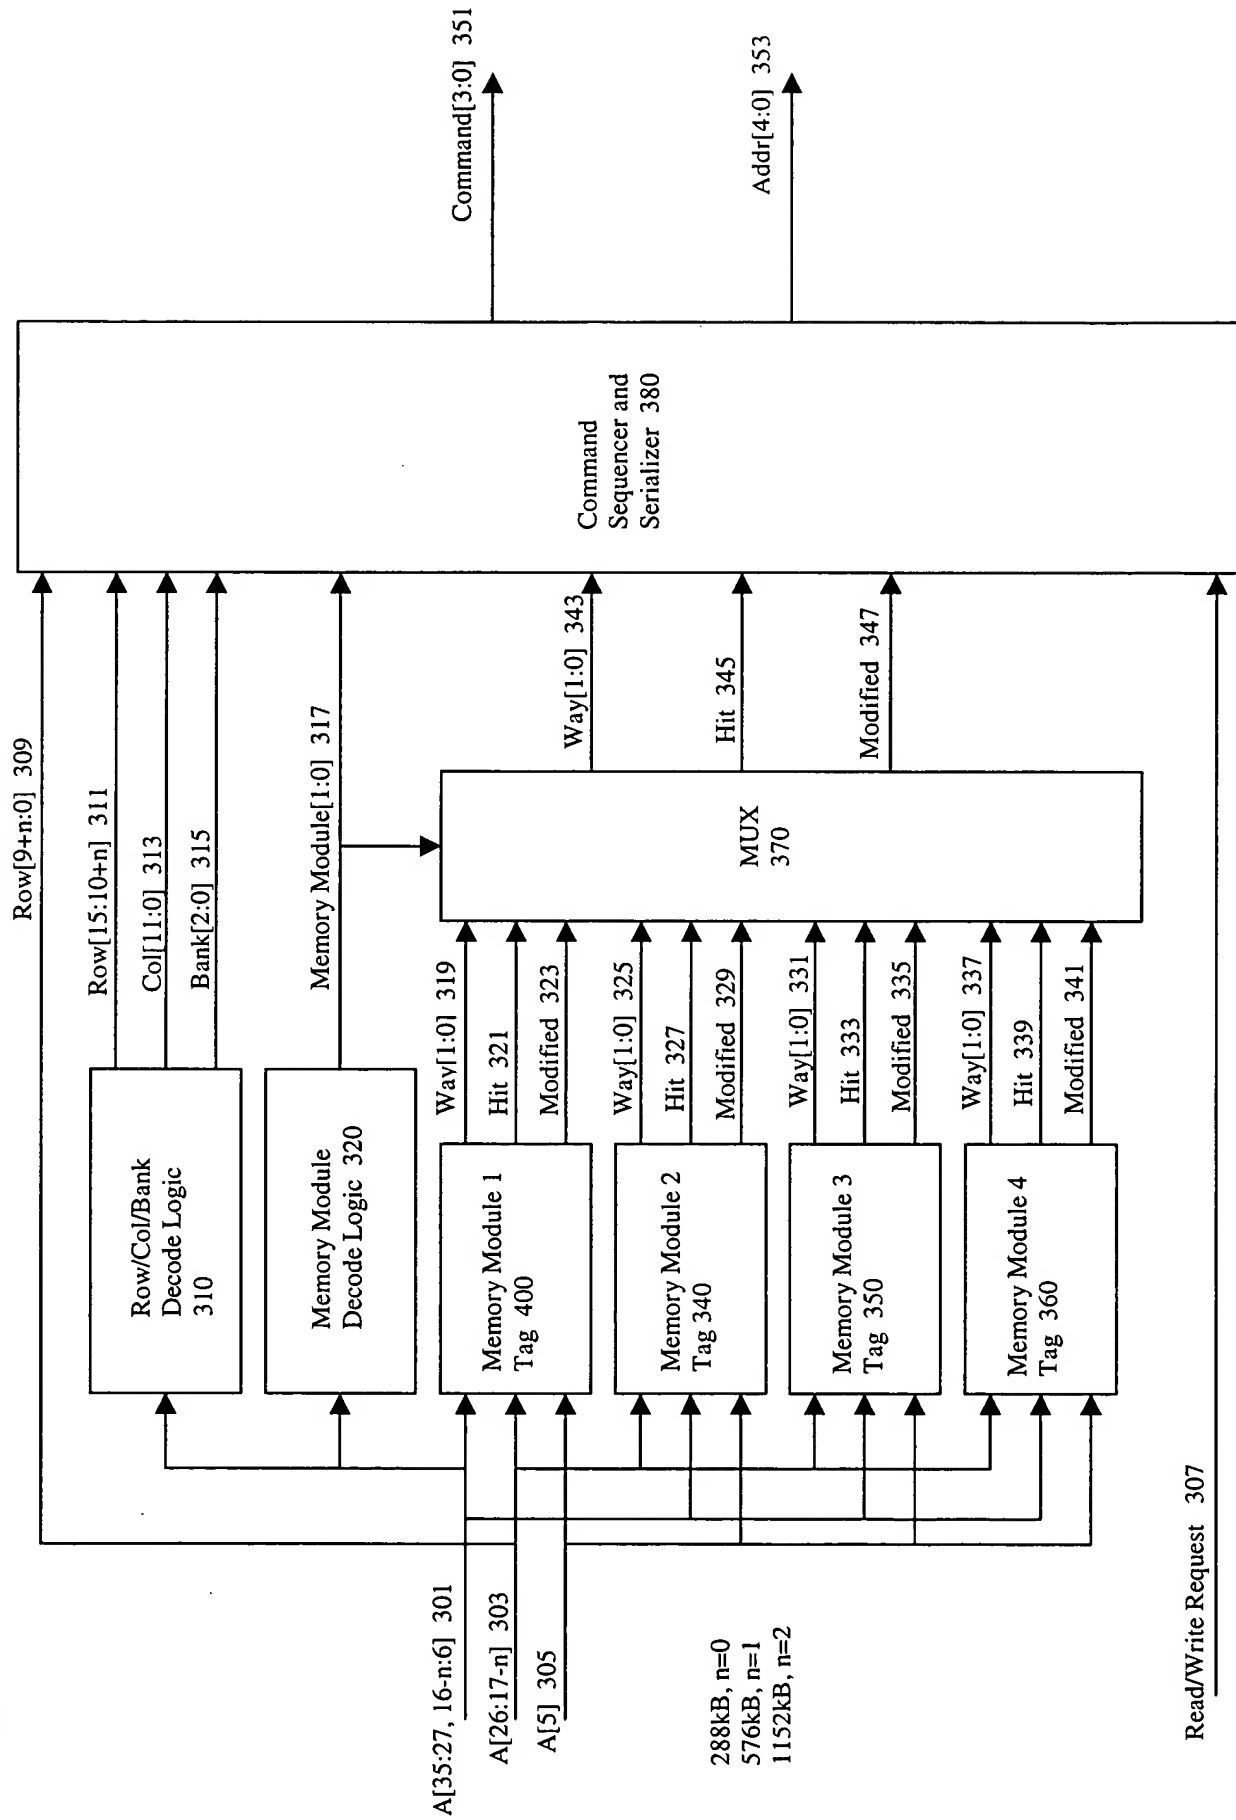 A[35:27, 16-n:6] 301
A[26:17-n] 303
A[5] 305
288kB, n=0
576kB, n=1
1152kB, n=2
Read/Write Request 307
Row/Col/Bank
Decode Logic
310
Memory Module
Decode Logic 320
Memory Module 1
Tag 400
Memory Module 2
Tag 340
Memory Module 3
Tag 350
Memory Module 4
Tag 360
Row[9+n:0] 309
Row[15:10+n] 311
Col[11:0] 313
Bank[2:0] 315
Memory Module[1:0] 317
Way[1:0] 319
Hit 321
Modified 323
Way[1:0] 325
Hit 327
Modified 329
Way[1:0] 331
Hit 333
Modified 335
Way[1:0] 337
Hit 339
Modified 341
MUX
370
Way[1:0] 343
Hit 345
Modified 347
Command
Sequencer and
Serializer 380
Command[3:0] 351
Addr[4:0] 353